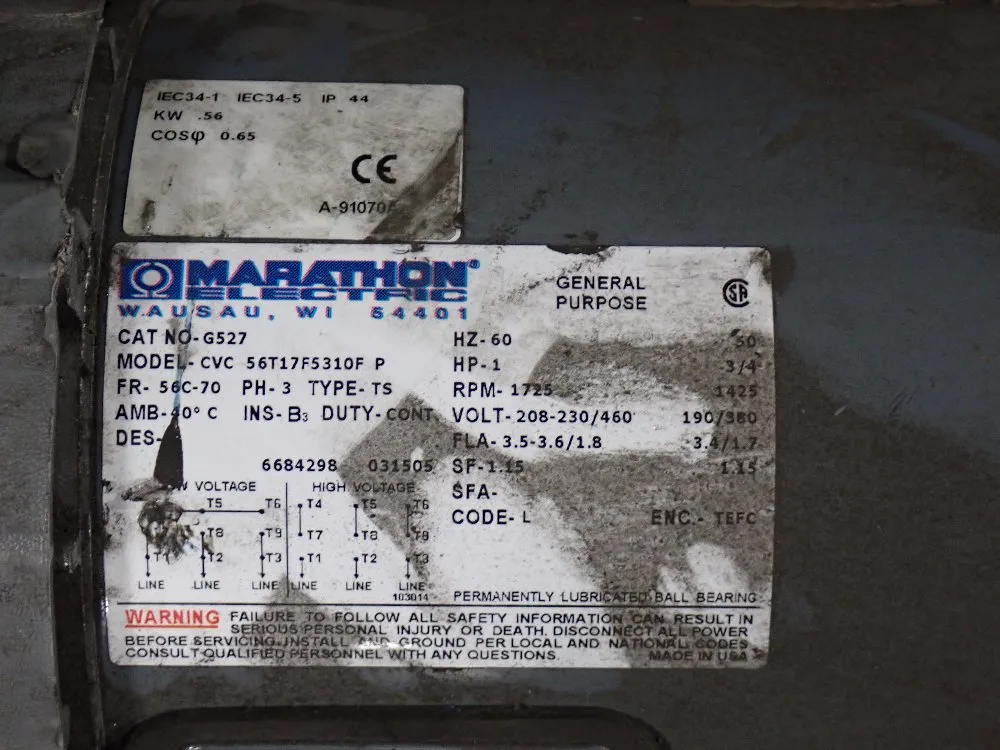 IEC34-1 IEC34-5 IP 44
KW .56
COSφ 0.65
CE
A-91070
MARATHON®
ELECTRIC
WAUSAU, WI 54401
GENERAL
PURPOSE
SA
CAT NO-G527
MODEL-CVC 56T17F5310F P
FR- 56C-70 PH-3 TYPE-TS
AMB-40°C INS-B3 DUTY-CONT
DES-
6684298 031505
HZ-60 50
HP-1 3/4
RPM-1725 1425
VOLT-208-230/460 190/380
FLA-3.5-3.6/1.8 3.4/1.7
SF-1.15 1.15
SFA-
CODE-L ENC.- TEFC
VOLTAGE HIGH VOLTAGE
T5 T6 T4 T5 T6
T8 T9 T7 T8 T9
T1 T2 T3 T1 T2 T3
LINE LINE LINE LINE LINE LINE
103014
PERMANENTLY LUBRICATED BALL BEARING
WARNING FAILURE TO FOLLOW ALL SAFETY INFORMATION CAN RESULT IN
SERIOUS PERSONAL INJURY OR DEATH. DISCONNECT ALL POWER
BEFORE SERVICING. INSTALL AND GROUND PER LOCAL AND NATIONAL CODES
CONSULT QUALIFIED PERSONNEL WITH ANY QUESTIONS. MADE IN USA